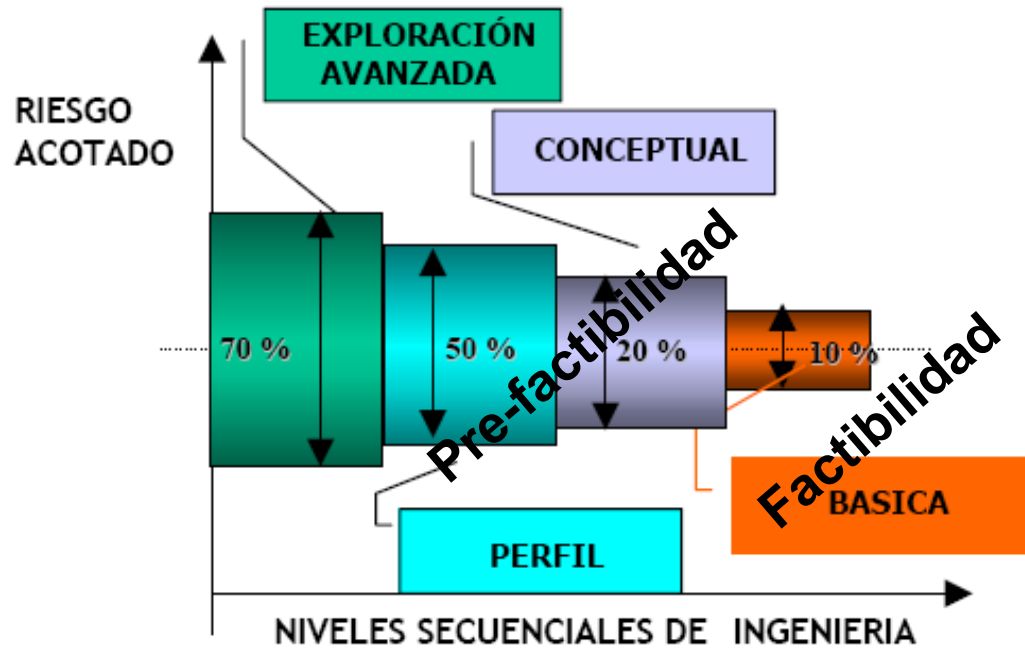 EXPLORACIÓN
AVANZADA
RIESGO
ACOTADO
CONCEPTUAL
70 %
50 %
20 %
10 %
Pre-factibilidad
Factibilidad
BASICA
PERFIL
NIVELES SECUENCIALES DE INGENIERIA